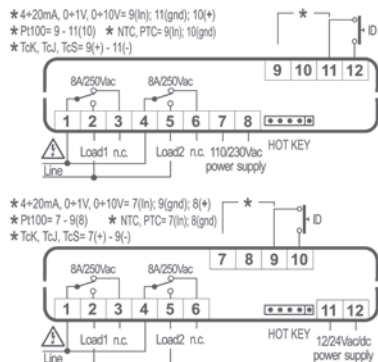 * 4÷20mA, 0÷1V, 0÷10V= 9(In); 11(gnd); 10(+)
* Pt100= 9 - 11(10) * NTC, PTC= 9(In); 10(gnd)
* TcK, TcJ, TcS= 9(+) - 11(-)
*
ID
9 10 11 12
8A/250Vac 8A/250Vac
1 2 3 4 5 6 7 8
HOT KEY
Load1 n.c. Load2 n.c. 110/230Vac
power supply
Line
* 4÷20mA, 0÷1V, 0÷10V= 7(In); 9(gnd); 8(+)
* Pt100= 7 - 9(8) * NTC, PTC= 7(In); 8(gnd)
* TcK, TcJ, TcS= 7(+) - 9(-)
*
ID
7 8 9 10
8A/250Vac 8A/250Vac
1 2 3 4 5 6 11 12
HOT KEY
Load1 n.c. Load2 n.c. 12/24Vac/dc
power supply
Line